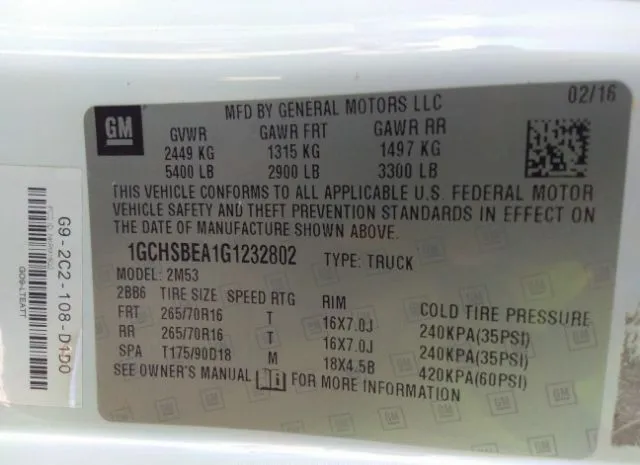 GM
MFD BY GENERAL MOTORS LLC
02/16
GVWR GAWR FRT GAWR RR
2449 KG 1315 KG 1497 KG
5400 LB 2900 LB 3300 LB
THIS VEHICLE CONFORMS TO ALL APPLICABLE U.S. FEDERAL MOTOR
VEHICLE SAFETY AND THEFT PREVENTION STANDARDS IN EFFECT ON
THE DATE OF MANUFACTURE SHOWN ABOVE.
1GCHSBEA1G1232802 TYPE: TRUCK
MODEL: 2M53
2BB6 TIRE SIZE SPEED RTG RIM COLD TIRE PRESSURE
FRT 265/70R16 T 16X7.0J 240KPA(35PSI)
RR 265/70R16 T 16X7.0J 240KPA(35PSI)
SPA T175/90D18 M 18X4.5B 420KPA(60PSI)
SEE OWNER'S MANUAL FOR MORE INFORMATION
G9-2C2-108-D1D0
GO9-LTEATT